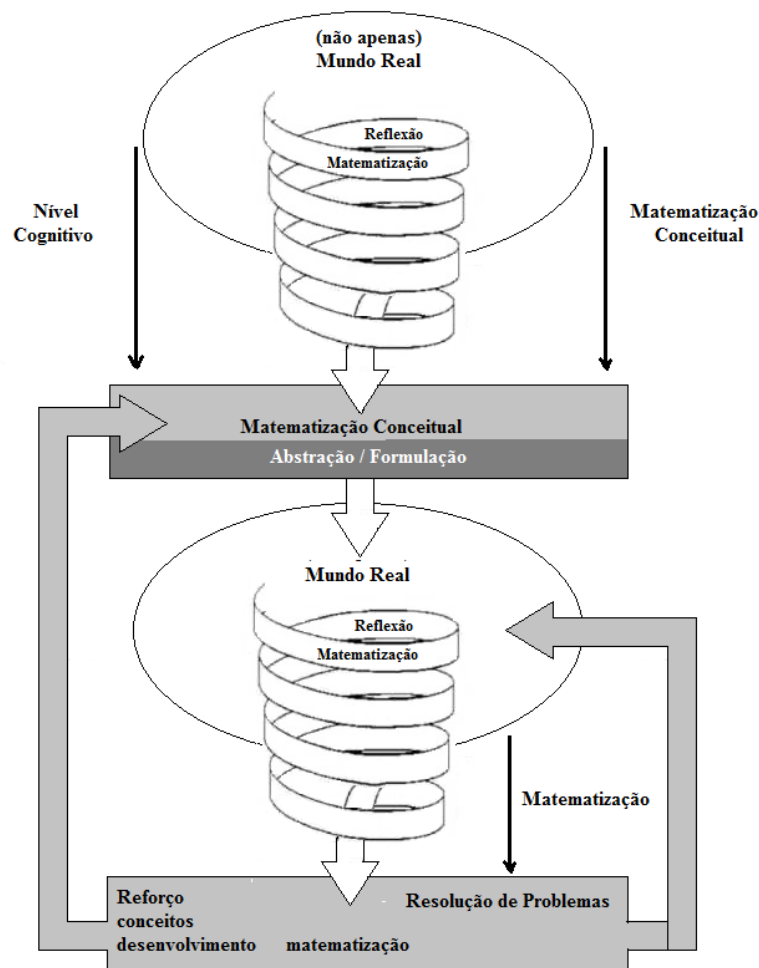 (não apenas)
Mundo Real
Reflexão
Matematização
Nível
Cognitivo
Matematização
Conceitual
Matematização Conceitual
Abstração / Formulação
Mundo Real
Reflexão
Matematização
Matematização
Reforço
conceitos
desenvolvimento matematização
Resolução de Problemas